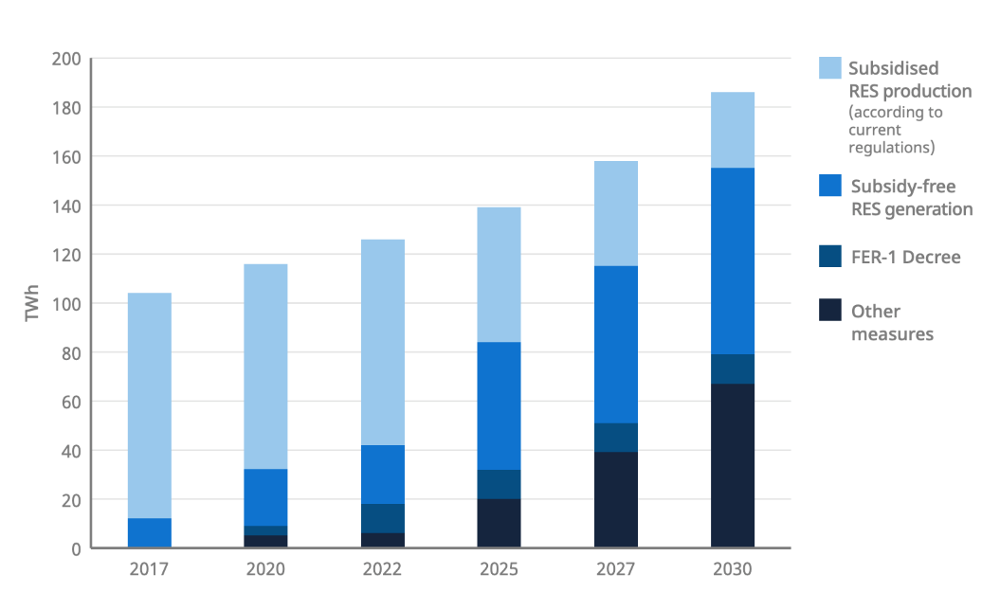 200
180
160
140
120
100
80
60
40
20
0
TWh
2017
2020
2022
2025
2027
2030
Subsidised
RES production
(according to
current
regulations)
Subsidy-free
RES generation
FER-1 Decree
Other
measures